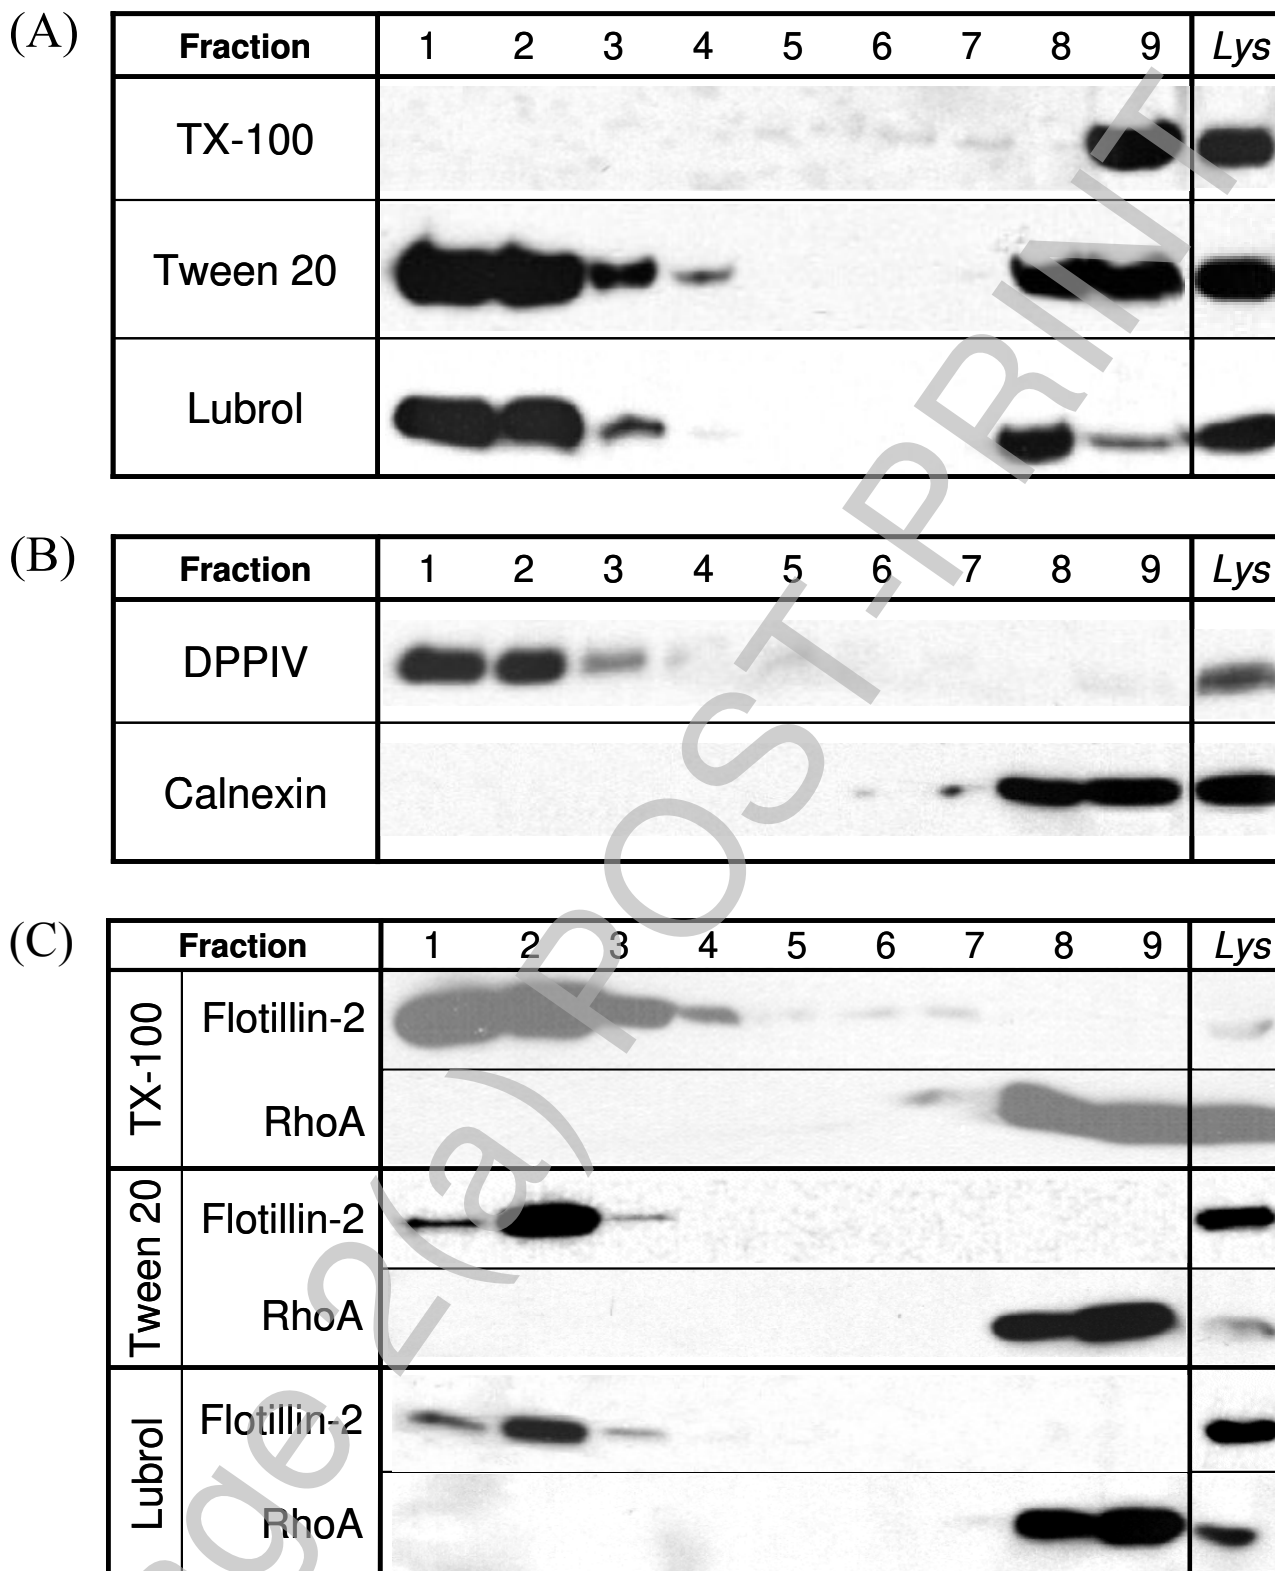 (A)
Fraction 1 2 3 4 5 6 7 8 9 Lys
TX-100
Tween 20
Lubrol
(B)
Fraction 1 2 3 4 5 6 7 8 9 Lys
DPPIV
Calnexin
(C)
Fraction 1 2 3 4 5 6 7 8 9 Lys
TX-100
Flotillin-2
RhoA
Tween 20
Flotillin-2
RhoA
Lubrol
Flotillin-2
RhoA
ge 2(a) POST-PRINT